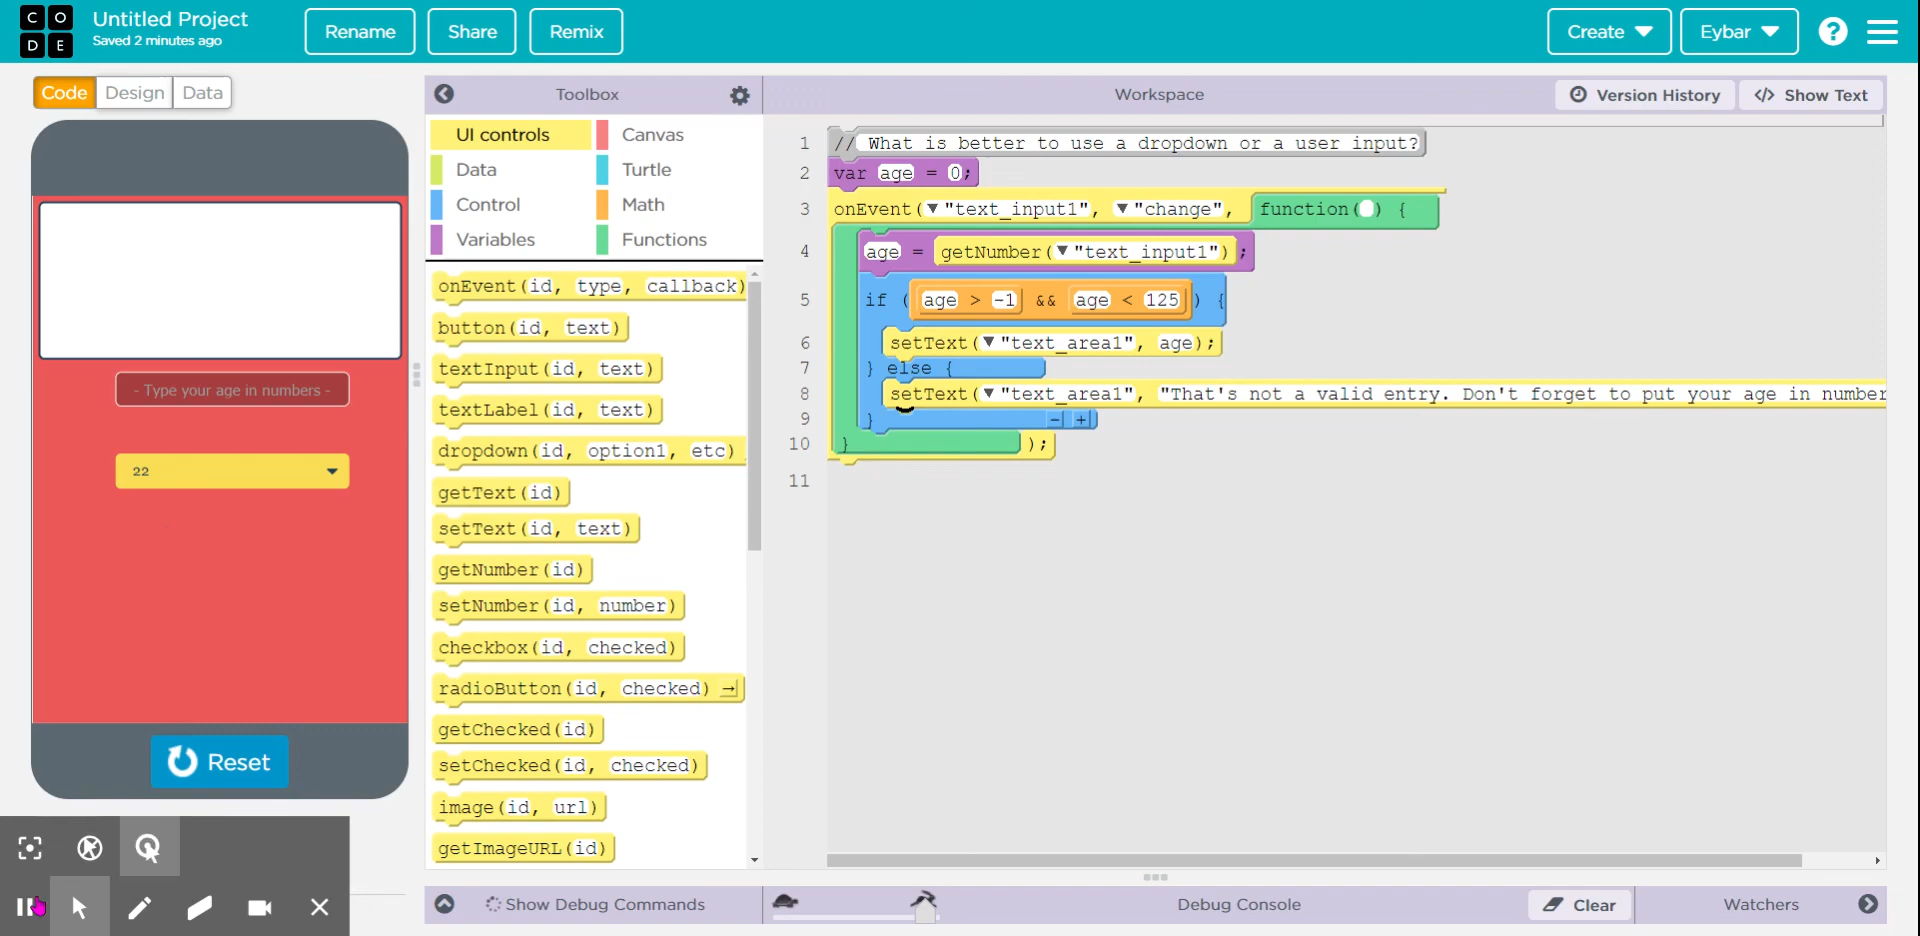 C O
D E
Untitled Project
Saved 2 minutes ago
Rename
Share
Remix
Create
Eybar
?
Code
Design
Data
Toolbox
Workspace
Version History
</> Show Text
- Type your age in numbers -
22
Reset
UI controls
Canvas
Data
Turtle
Control
Math
Variables
Functions
onEvent(id, type, callback)
button(id, text)
textInput(id, text)
textLabel(id, text)
dropdown(id, option1, etc)
getText(id)
setText(id, text)
getNumber(id)
setNumber(id, number)
checkbox(id, checked)
radioButton(id, checked) →
getChecked(id)
setChecked(id, checked)
image(id, url)
getImageURL(id)
1 // What is better to use a dropdown or a user input?
2 var age = 0;
3 onEvent(▼"text_input1", ▼"change", function() {
4 age = getNumber(▼"text_input1");
5 if (age > -1 && age < 125) {
6 setText(▼"text_area1", age);
7 } else {
8 setText(▼"text_area1", "That's not a valid entry. Don't forget to put your age in number
9 } - +
10 } );
11
Show Debug Commands
Debug Console
Clear
Watchers